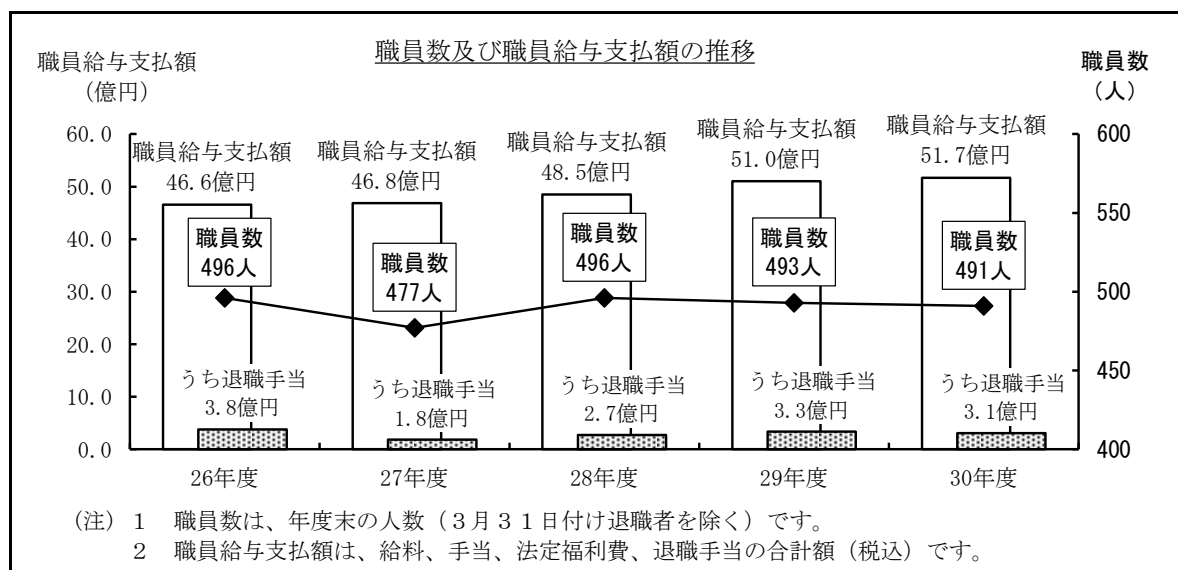 職員数及び職員給与支払額の推移
職員給与支払額
（億円）
職員数
（人）
60.0
50.0
40.0
30.0
20.0
10.0
0.0
600
550
500
450
400
職員給与支払額
46.6億円
職員給与支払額
46.8億円
職員給与支払額
48.5億円
職員給与支払額
51.0億円
職員給与支払額
51.7億円
職員数
496人
職員数
477人
職員数
496人
職員数
493人
職員数
491人
うち退職手当
3.8億円
うち退職手当
1.8億円
うち退職手当
2.7億円
うち退職手当
3.3億円
うち退職手当
3.1億円
26年度
27年度
28年度
29年度
30年度
（注）１　職員数は、年度末の人数（３月３１日付け退職者を除く）です。
２　職員給与支払額は、給料、手当、法定福利費、退職手当の合計額（税込）です。